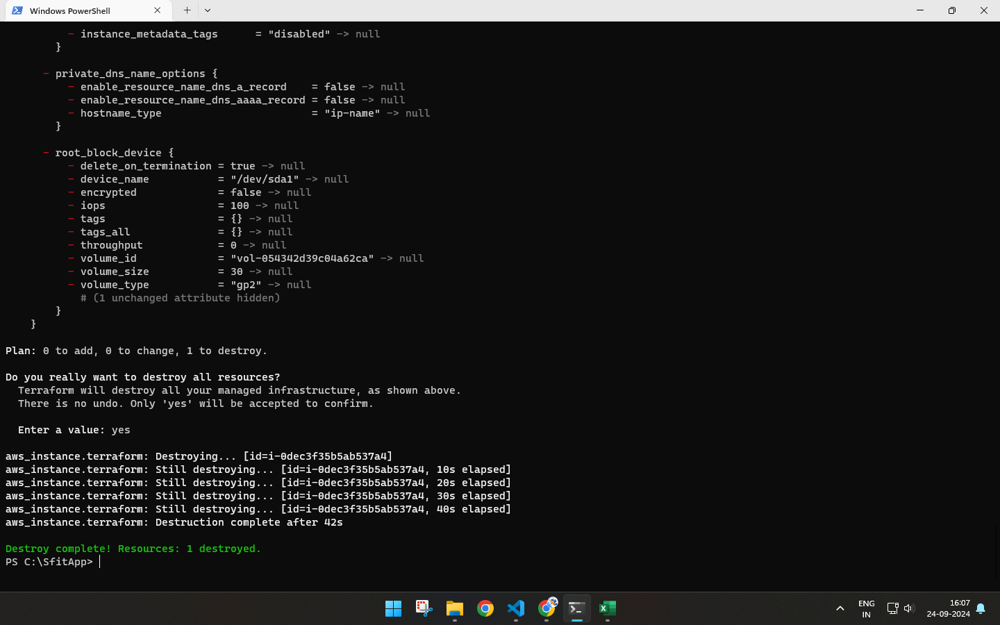 Windows PowerShell
- instance_metadata_tags      = "disabled" -> null
}
- private_dns_name_options {
- enable_resource_name_dns_a_record    = false -> null
- enable_resource_name_dns_aaaa_record = false -> null
- hostname_type                        = "ip-name" -> null
}
- root_block_device {
- delete_on_termination = true -> null
- device_name           = "/dev/sda1" -> null
- encrypted             = false -> null
- iops                  = 100 -> null
- tags                  = {} -> null
- tags_all              = {} -> null
- throughput            = 0 -> null
- volume_id             = "vol-054342d39c04a62ca" -> null
- volume_size           = 30 -> null
- volume_type           = "gp2" -> null
# (1 unchanged attribute hidden)
}
}
Plan: 0 to add, 0 to change, 1 to destroy.
Do you really want to destroy all resources?
Terraform will destroy all your managed infrastructure, as shown above.
There is no undo. Only 'yes' will be accepted to confirm.
Enter a value: yes
aws_instance.terraform: Destroying... [id=i-0dec3f35b5ab537a4]
aws_instance.terraform: Still destroying... [id=i-0dec3f35b5ab537a4, 10s elapsed]
aws_instance.terraform: Still destroying... [id=i-0dec3f35b5ab537a4, 20s elapsed]
aws_instance.terraform: Still destroying... [id=i-0dec3f35b5ab537a4, 30s elapsed]
aws_instance.terraform: Still destroying... [id=i-0dec3f35b5ab537a4, 40s elapsed]
aws_instance.terraform: Destruction complete after 42s
Destroy complete! Resources: 1 destroyed.
PS C:\SfitApp>
ENG
IN
16:07
24-09-2024